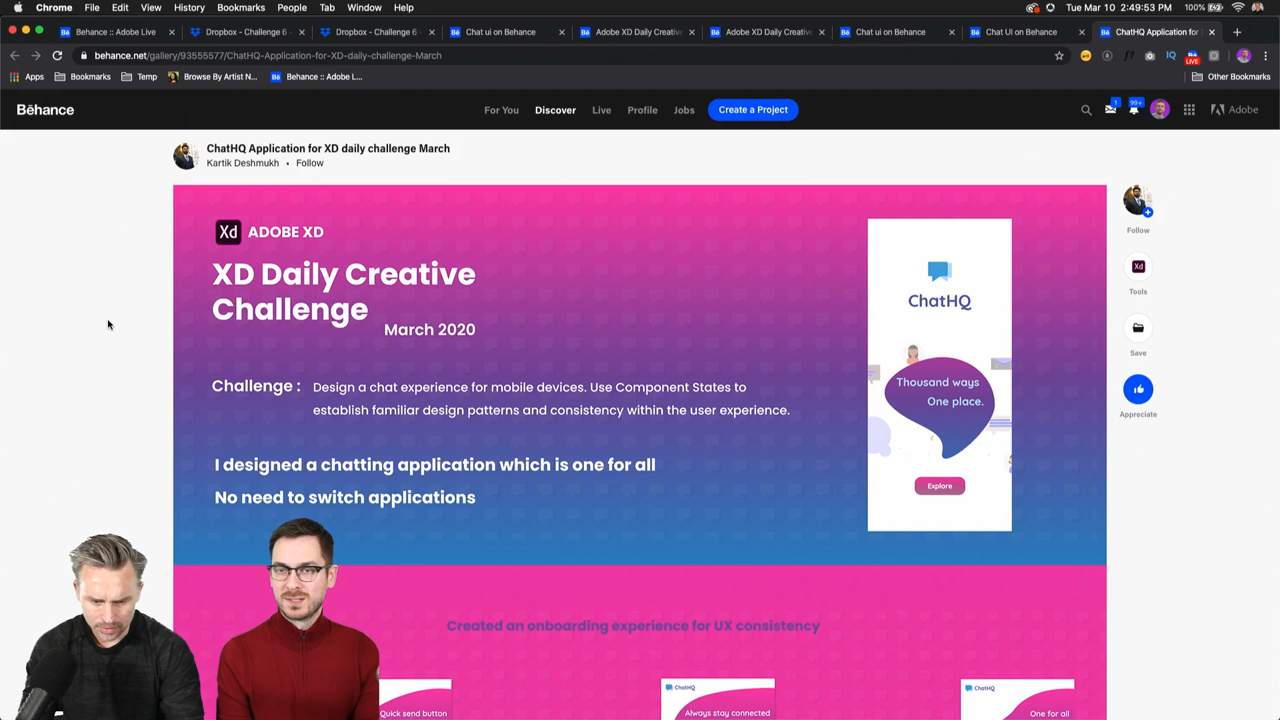 Chrome File Edit View History Bookmarks People Tab Window Help
Tue Mar 10 2:49:53 PM 100%
Behance :: Adobe Live
Dropbox - Challenge 6 -
Dropbox - Challenge 6 -
Chat ui on Behance
Adobe XD Daily Creative
Adobe XD Daily Creative
Chat ui on Behance
Chat UI on Behance
ChatHQ Application for
behance.net/gallery/93555577/ChatHQ-Application-for-XD-daily-challenge-March
Apps Bookmarks Temp Browse By Artist N... Behance :: Adobe L... Other Bookmarks
Bēhance For You Discover Live Profile Jobs Create a Project 1 99+ Adobe
ChatHQ Application for XD daily challenge March
Kartik Deshmukh • Follow
Xd ADOBE XD
XD Daily Creative
Challenge
March 2020
Challenge : Design a chat experience for mobile devices. Use Component States to
establish familiar design patterns and consistency within the user experience.
I designed a chatting application which is one for all
No need to switch applications
ChatHQ
Thousand ways
One place.
Explore
Follow
Xd
Tools
Save
Appreciate
Created an onboarding experience for UX consistency
Quick send button
ChatHQ
Always stay connected
ChatHQ
One for all